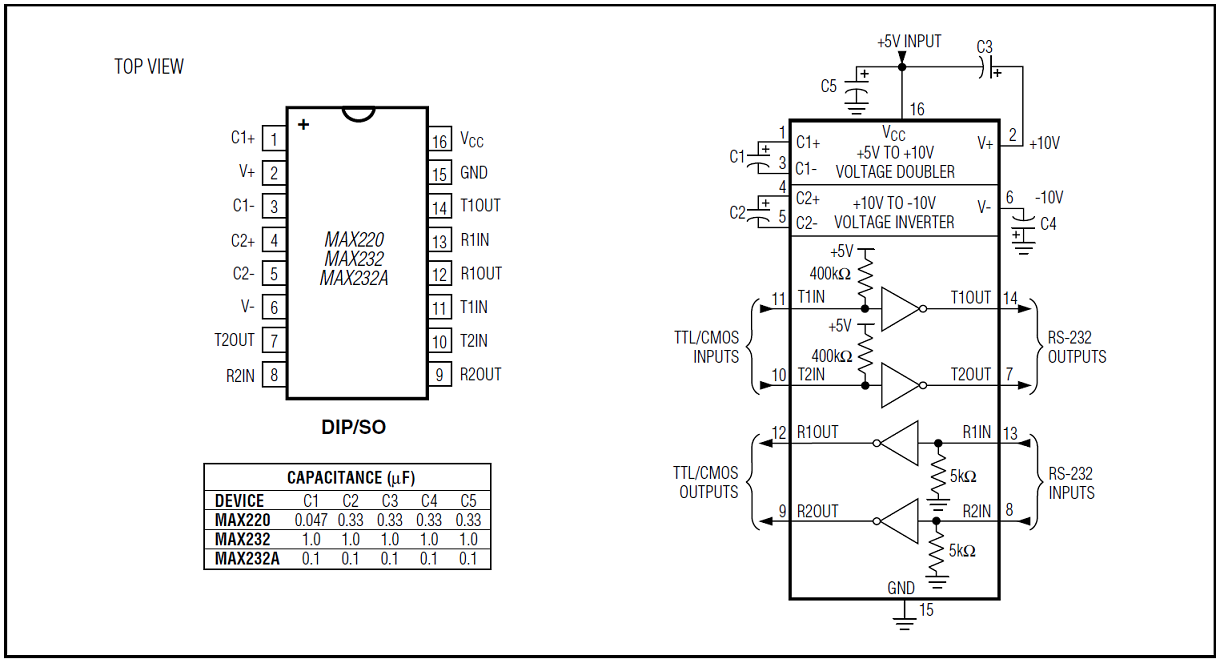 TOP VIEW
+
C1+ 1
V+ 2
C1- 3
C2+ 4
C2- 5
V- 6
T2OUT 7
R2IN 8
16 VCC
15 GND
14 T1OUT
13 R1IN
12 R1OUT
11 T1IN
10 T2IN
9 R2OUT
MAX220
MAX232
MAX232A
DIP/SO
CAPACITANCE (μF)
DEVICE C1 C2 C3 C4 C5
MAX220 0.047 0.33 0.33 0.33 0.33
MAX232 1.0 1.0 1.0 1.0 1.0
MAX232A 0.1 0.1 0.1 0.1 0.1
+5V INPUT
C3
+
C5
+
16
1
C1+
VCC
V+
2
+10V
+5V TO +10V
VOLTAGE DOUBLER
C1
+
3
C1-
4
C2+
+10V TO -10V
VOLTAGE INVERTER
V-
6
-10V
C2
+
5
C2-
C4
+
+5V
400kΩ
11 T1IN
T1OUT 14
+5V
400kΩ
TTL/CMOS
INPUTS
RS-232
OUTPUTS
10 T2IN
T2OUT 7
12 R1OUT
R1IN 13
5kΩ
TTL/CMOS
OUTPUTS
RS-232
INPUTS
9 R2OUT
R2IN 8
5kΩ
GND
15